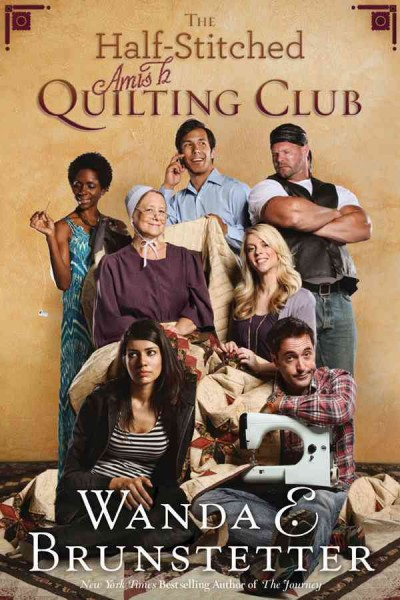 THE
Half-Stitched
Amish
QUILTING CLUB
WANDA E
BRUNSTETTER
New York Times Bestselling Author of The Journey